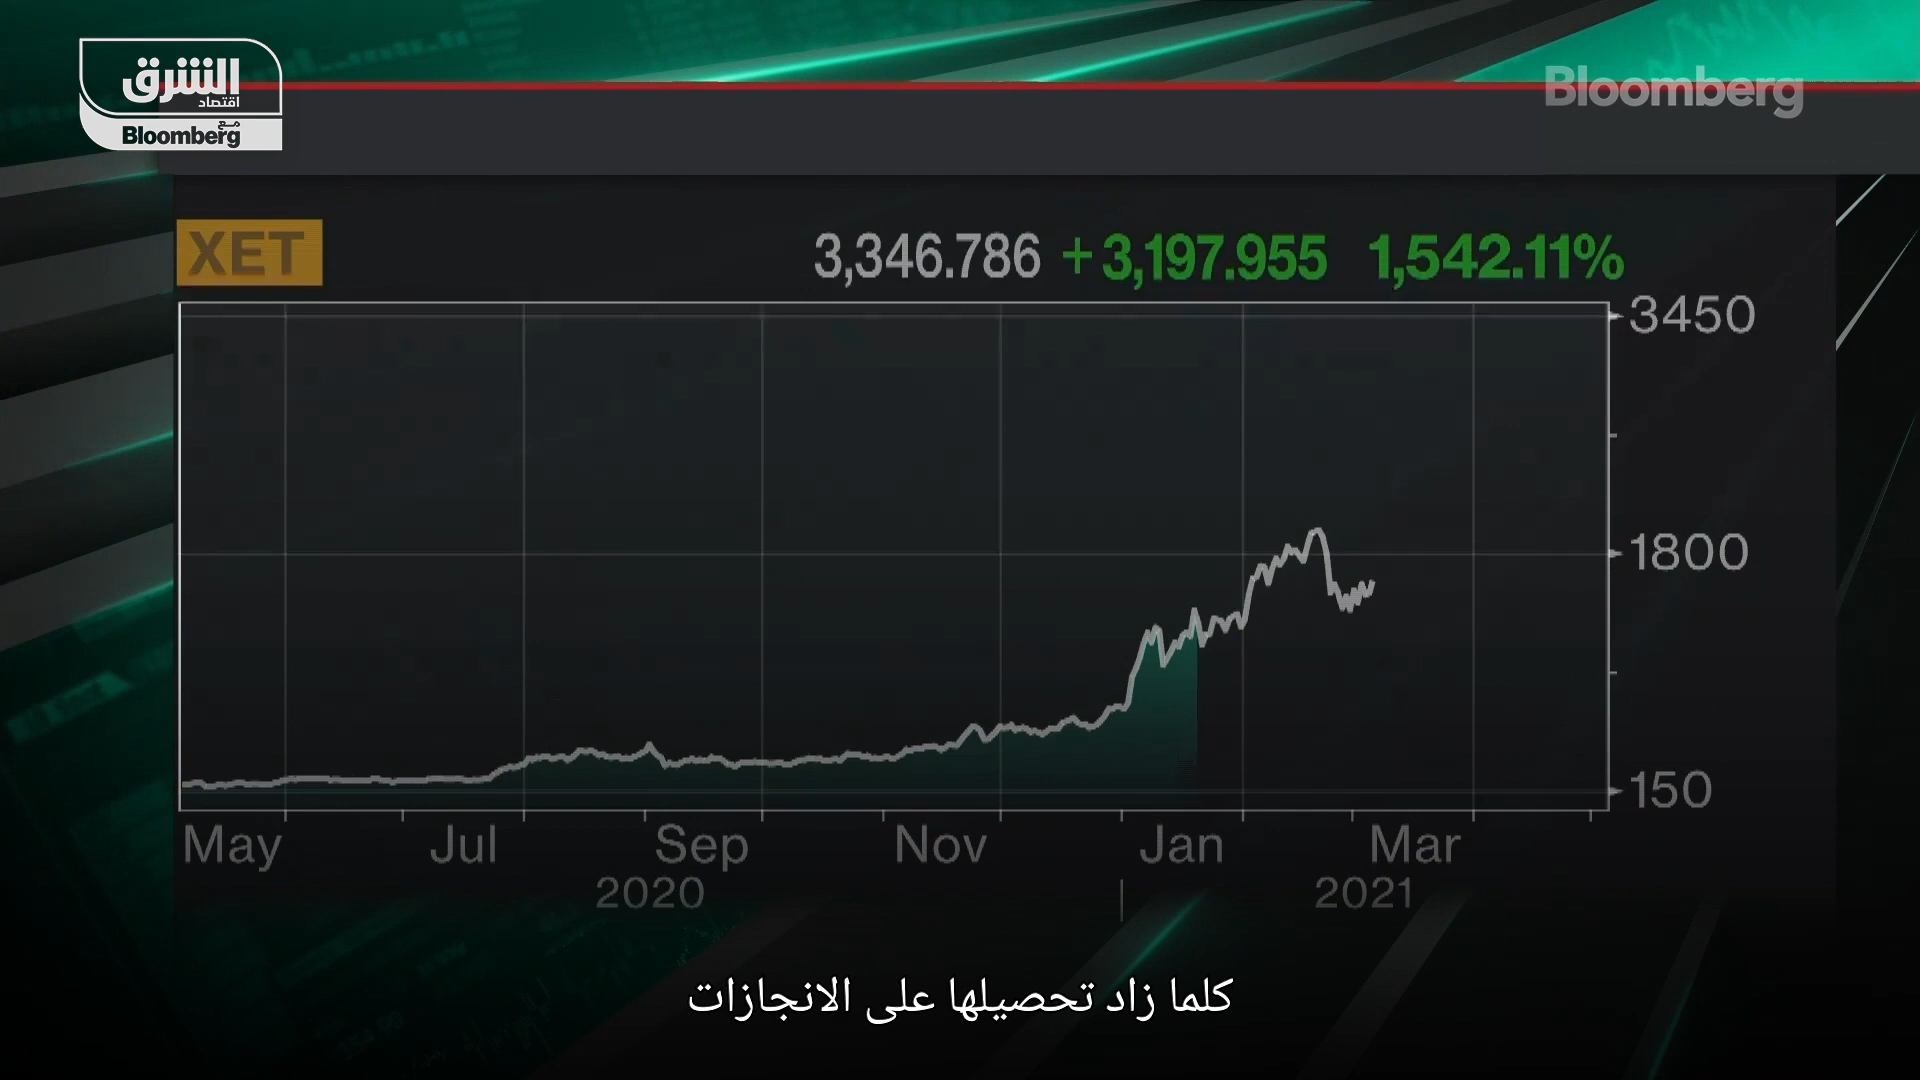 الشرق
اقتصاد
مع
Bloomberg
Bloomberg
XET
3,346.786 +3,197.955 1,542.11%
3450
1800
150
May Jul Sep Nov Jan Mar
2020 2021
كلما زاد تحصيلها على الانجازات